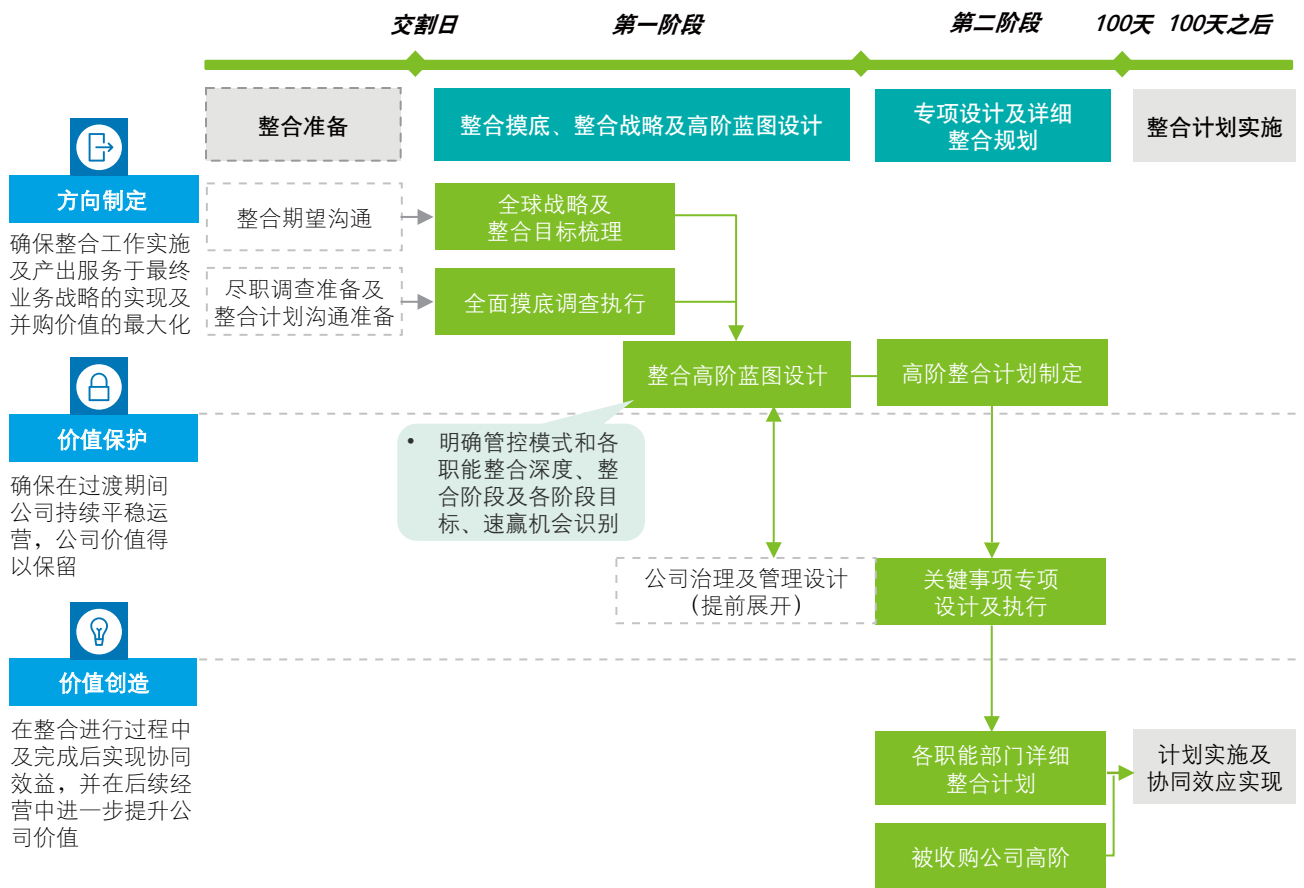 交割日
第一阶段
第二阶段
100天
100天之后
整合准备
整合摸底、整合战略及高阶蓝图设计
专项设计及详细
整合规划
整合计划实施
方向制定
确保整合工作实施
及产出服务于最终
业务战略的实现及
并购价值的最大化
整合期望沟通
全球战略及
整合目标梳理
尽职调查准备及
整合计划沟通准备
全面摸底调查执行
整合高阶蓝图设计
高阶整合计划制定
价值保护
确保在过渡期间
公司持续平稳运
营，公司价值得
以保留
• 明确管控模式和各
职能整合深度、整
合阶段及各阶段目
标、速赢机会识别
公司治理及管理设计
（提前展开）
关键事项专项
设计及执行
价值创造
在整合进行过程中
及完成后实现协同
效益，并在后续经
营中进一步提升公
司价值
各职能部门详细
整合计划
计划实施及
协同效应实现
被收购公司高阶